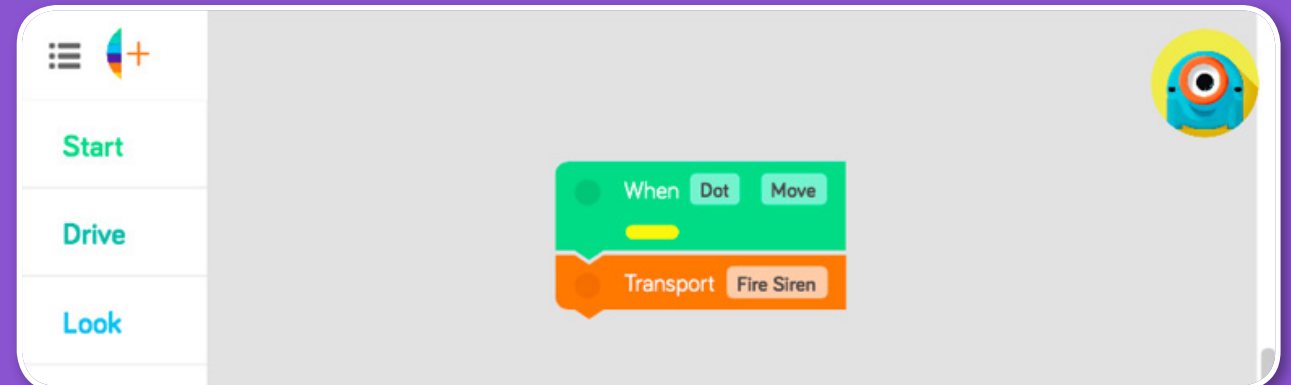 Start
Drive
Look
When Dot Move
Transport Fire Siren